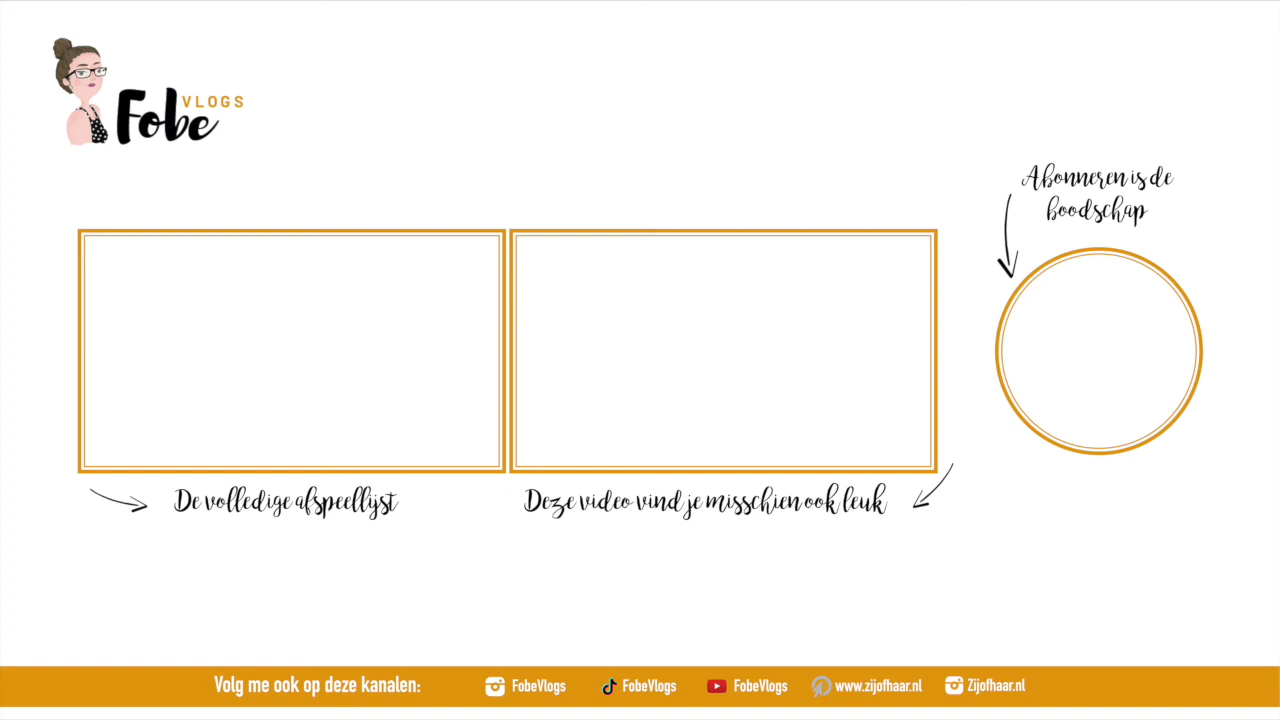 VLOGS
Fobe
Abonneren is de
boodschap
De volledige afspeellijst
Deze video vind je misschien ook leuk
Volg me ook op deze kanalen: FobeVlogs FobeVlogs FobeVlogs www.zijofhaar.nl Zijofhaar.nl